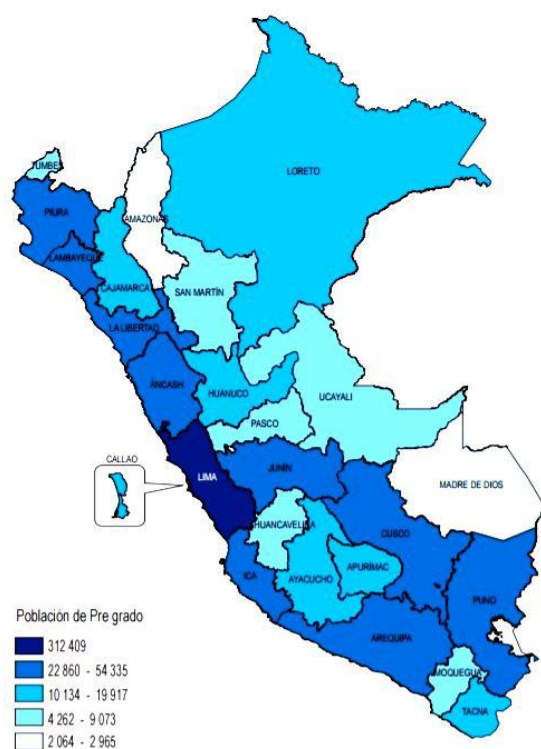 LORETO
TUMBES
PIURA
AMAZONAS
LAMBAYEQUE
CAJAMARCA
SAN MARTÍN
LA LIBERTAD
ÁNCASH
HUÁNUCO
UCAYALI
PASCO
CALLAO
LIMA
JUNÍN
MADRE DE DIOS
HUANCAVELICA
CUSCO
ICA
AYACUCHO
APURÍMAC
PUNO
AREQUIPA
MOQUEGUA
TACNA
Población de Pre grado
312 409
22 860 - 54 335
10 134 - 19 917
4 262 - 9 073
2 064 - 2 965